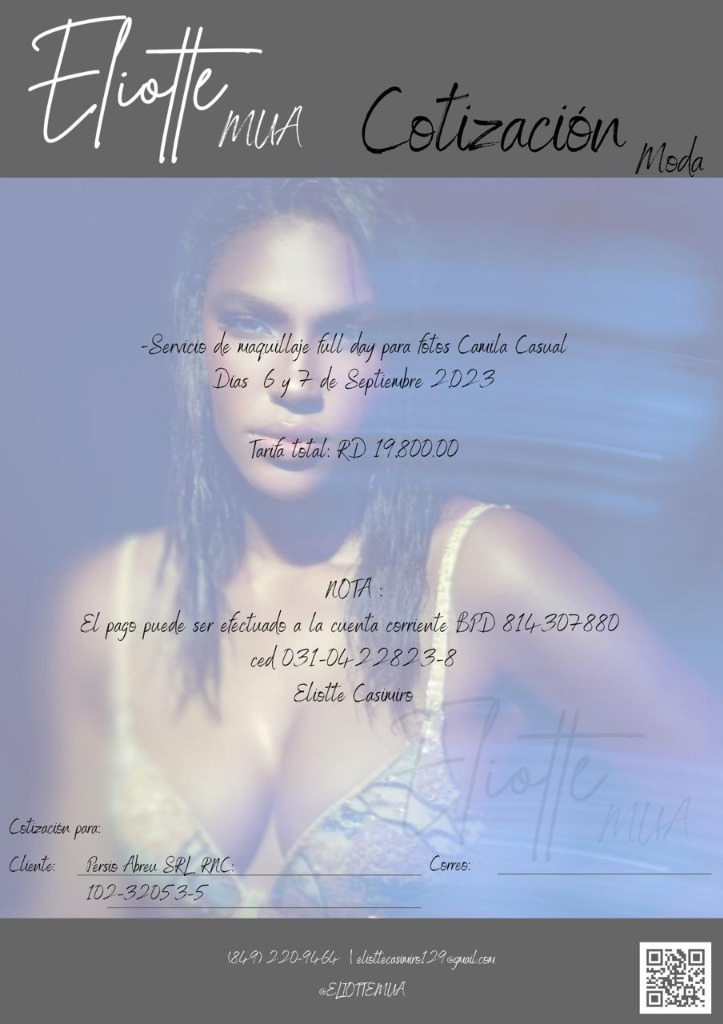 Eliotte MUA
Cotización Moda
-Servicio de maquillaje full day para fotos Camila Casual
Dias 6 y 7 de Septiembre 2023
Tarifa total: RD 19,800.00
NOTA :
El pago puede ser efectuado a la cuenta corriente BPD 814307880
ced 031-0422823-8
Eliotte Casimiro
Eliotte MUA
Cotización para:
Cliente: Persio Abreu SRL RNC: Correo:
102-32053-5
(849) 220-9464 | eliottecasimiro129@gmail.com
@ELIOTTEMUA